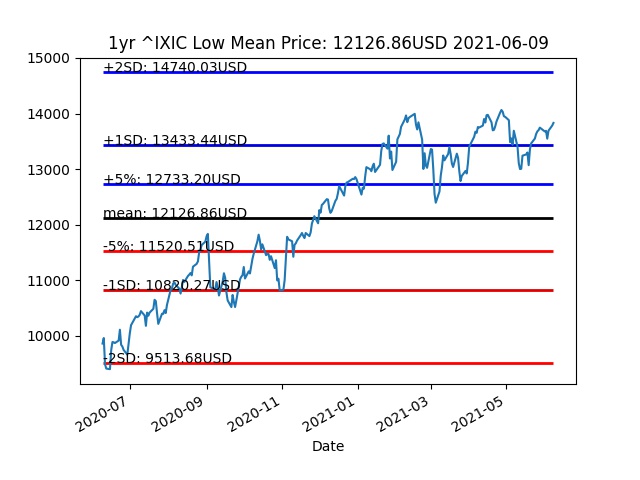 1yr ^IXIC Low Mean Price: 12126.86USD 2021-06-09
15000
+2SD: 14740.03USD
14000
+1SD: 13433.44USD
13000
+5%: 12733.20USD
mean: 12126.86USD
12000
-5%: 11520.51USD
11000
-1SD: 10820.27USD
10000
-2SD: 9513.68USD
2020-07
2020-09
2020-11
2021-01
2021-03
2021-05
Date